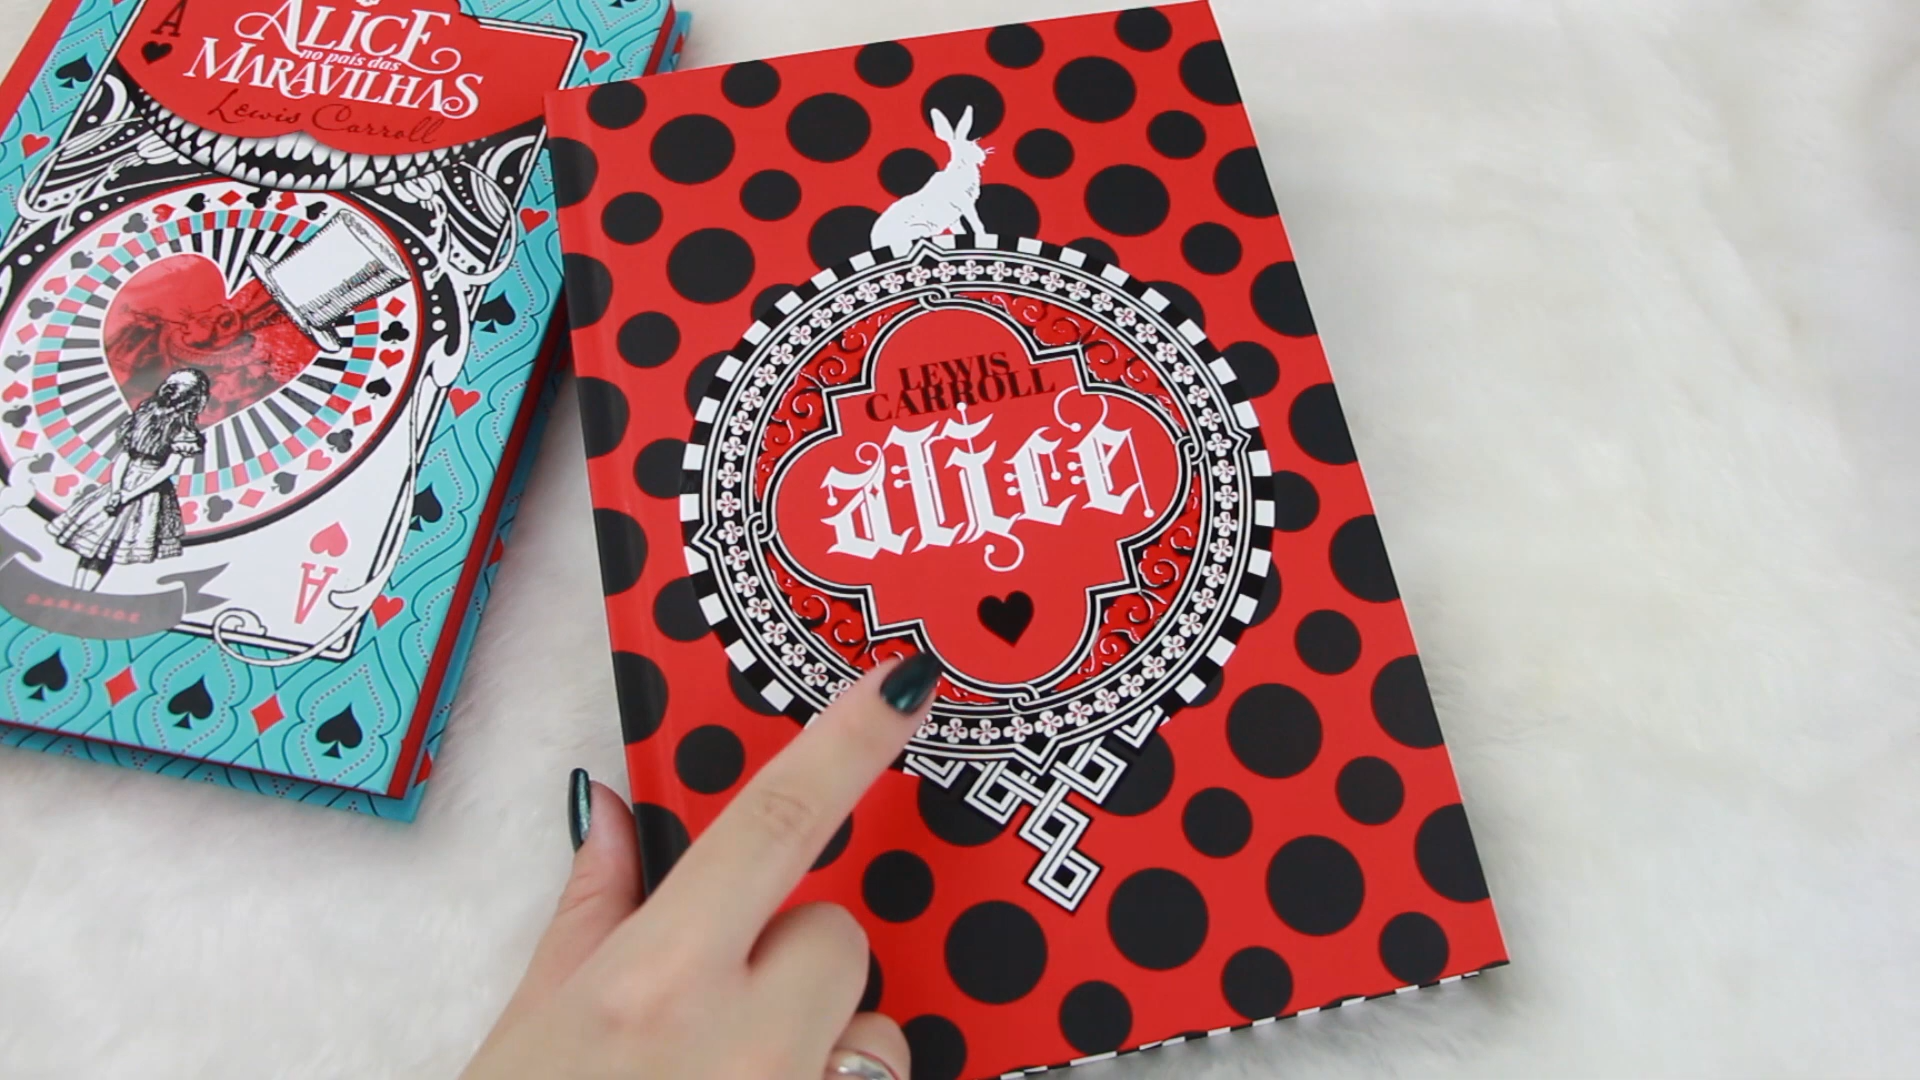 A
ALICE
no país das
MARAVILHAS
Lewis Carroll
A
DARKSIDE
LEWIS
CARROLL
alice